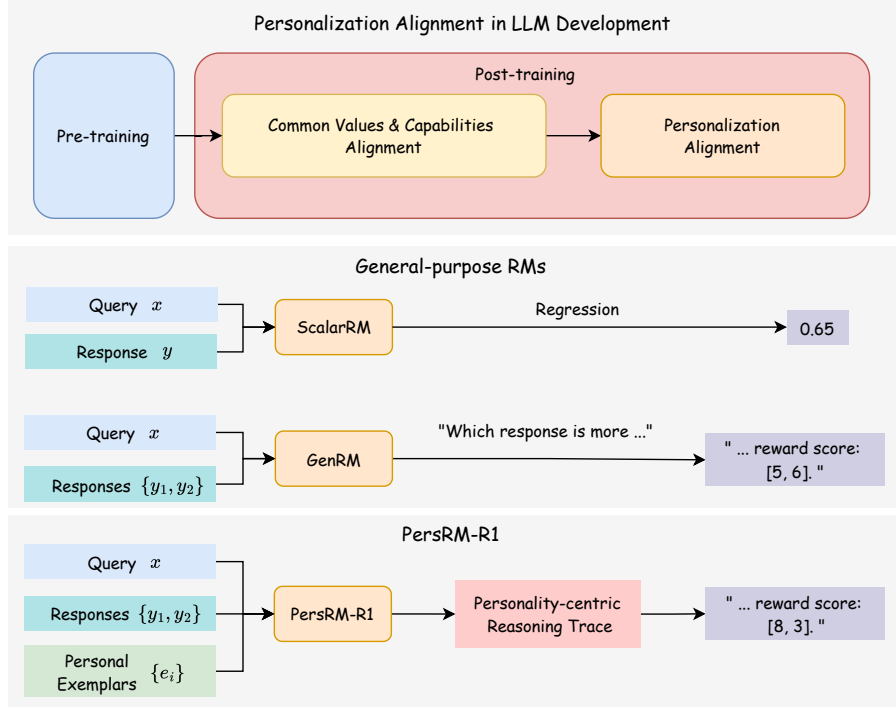 Personalization Alignment in LLM Development
Post-training
Pre-training
Common Values & Capabilities
Alignment
Personalization
Alignment
General-purpose RMs
Query x
Response y
ScalarRM
Regression
0.65
Query x
Responses {y₁, y₂}
GenRM
"Which response is more ..."
" ... reward score:
[5, 6]. "
PersRM-R1
Query x
Responses {y₁, y₂}
Personal
Exemplars {eᵢ}
PersRM-R1
Personality-centric
Reasoning Trace
" ... reward score:
[8, 3]. "